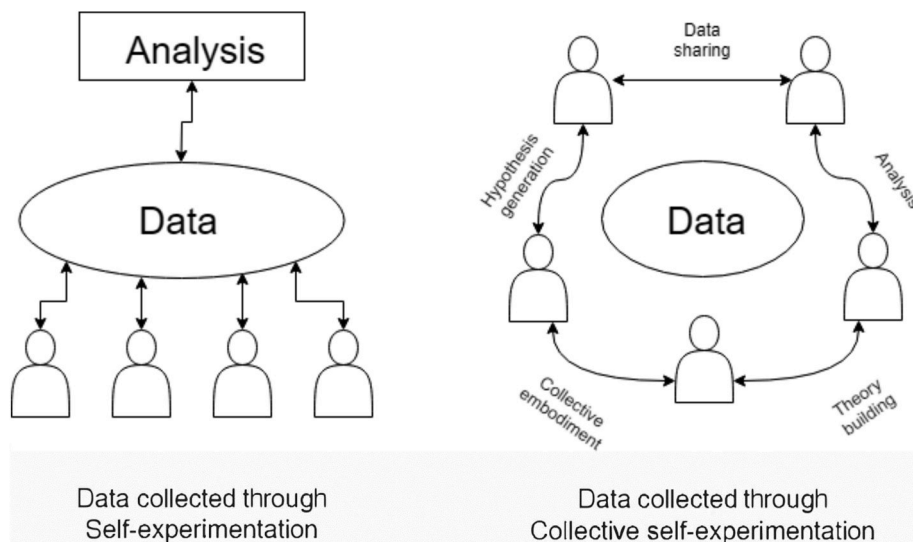 Analysis
Data
Data collected through
Self-experimentation
Data
sharing
Hypothesis
generation
Analysis
Data
Collective
embodiment
Theory
building
Data collected through
Collective self-experimentation